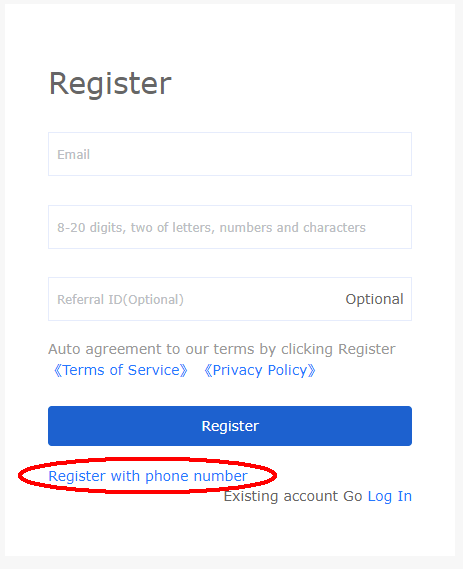 Register
Email
8-20 digits, two of letters, numbers and characters
Referral ID(Optional) Optional
Auto agreement to our terms by clicking Register
《Terms of Service》 《Privacy Policy》
Register
Register with phone number
Existing account Go Log In